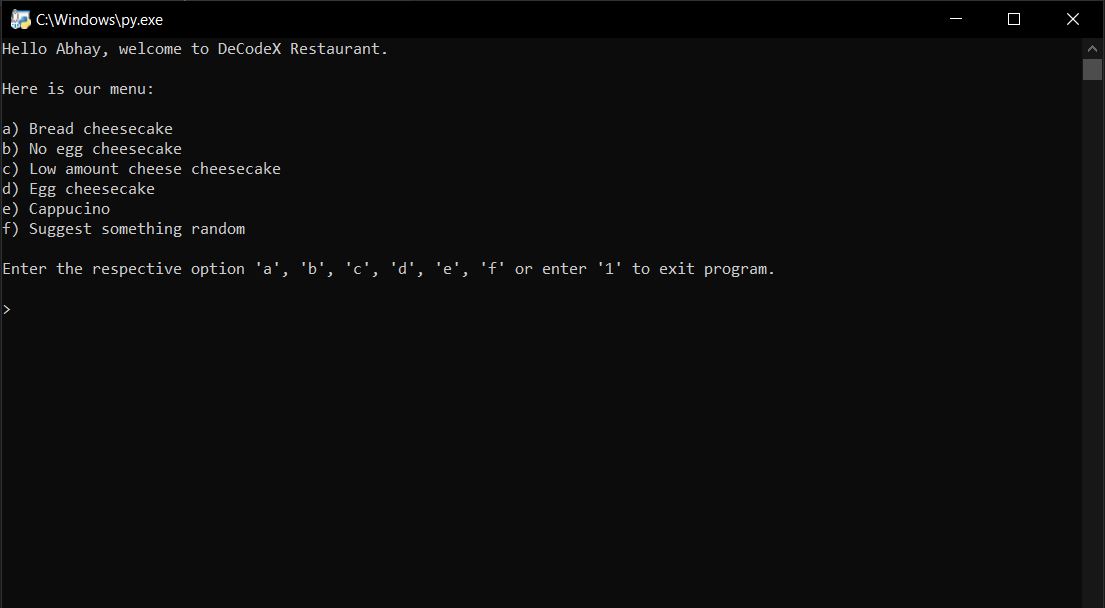 C:\Windows\py.exe
Hello Abhay, welcome to DeCodeX Restaurant.
Here is our menu:
a) Bread cheesecake
b) No egg cheesecake
c) Low amount cheese cheesecake
d) Egg cheesecake
e) Cappucino
f) Suggest something random
Enter the respective option 'a', 'b', 'c', 'd', 'e', 'f' or enter '1' to exit program.
>